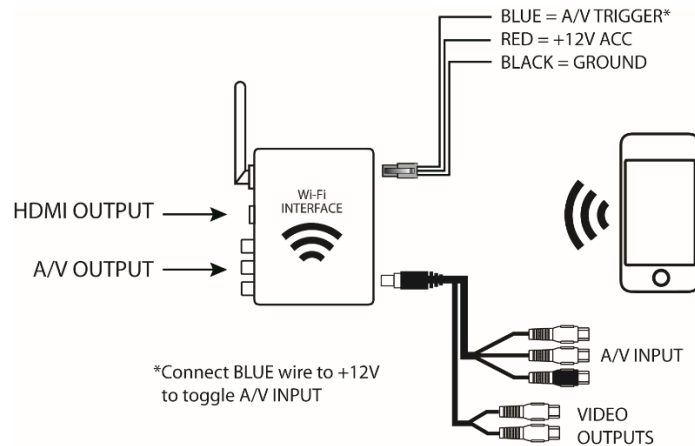 BLUE = A/V TRIGGER*
RED = +12V ACC
BLACK = GROUND
Wi-Fi
INTERFACE
HDMI OUTPUT
A/V OUTPUT
A/V INPUT
*Connect BLUE wire to +12V
to toggle A/V INPUT
VIDEO
OUTPUTS